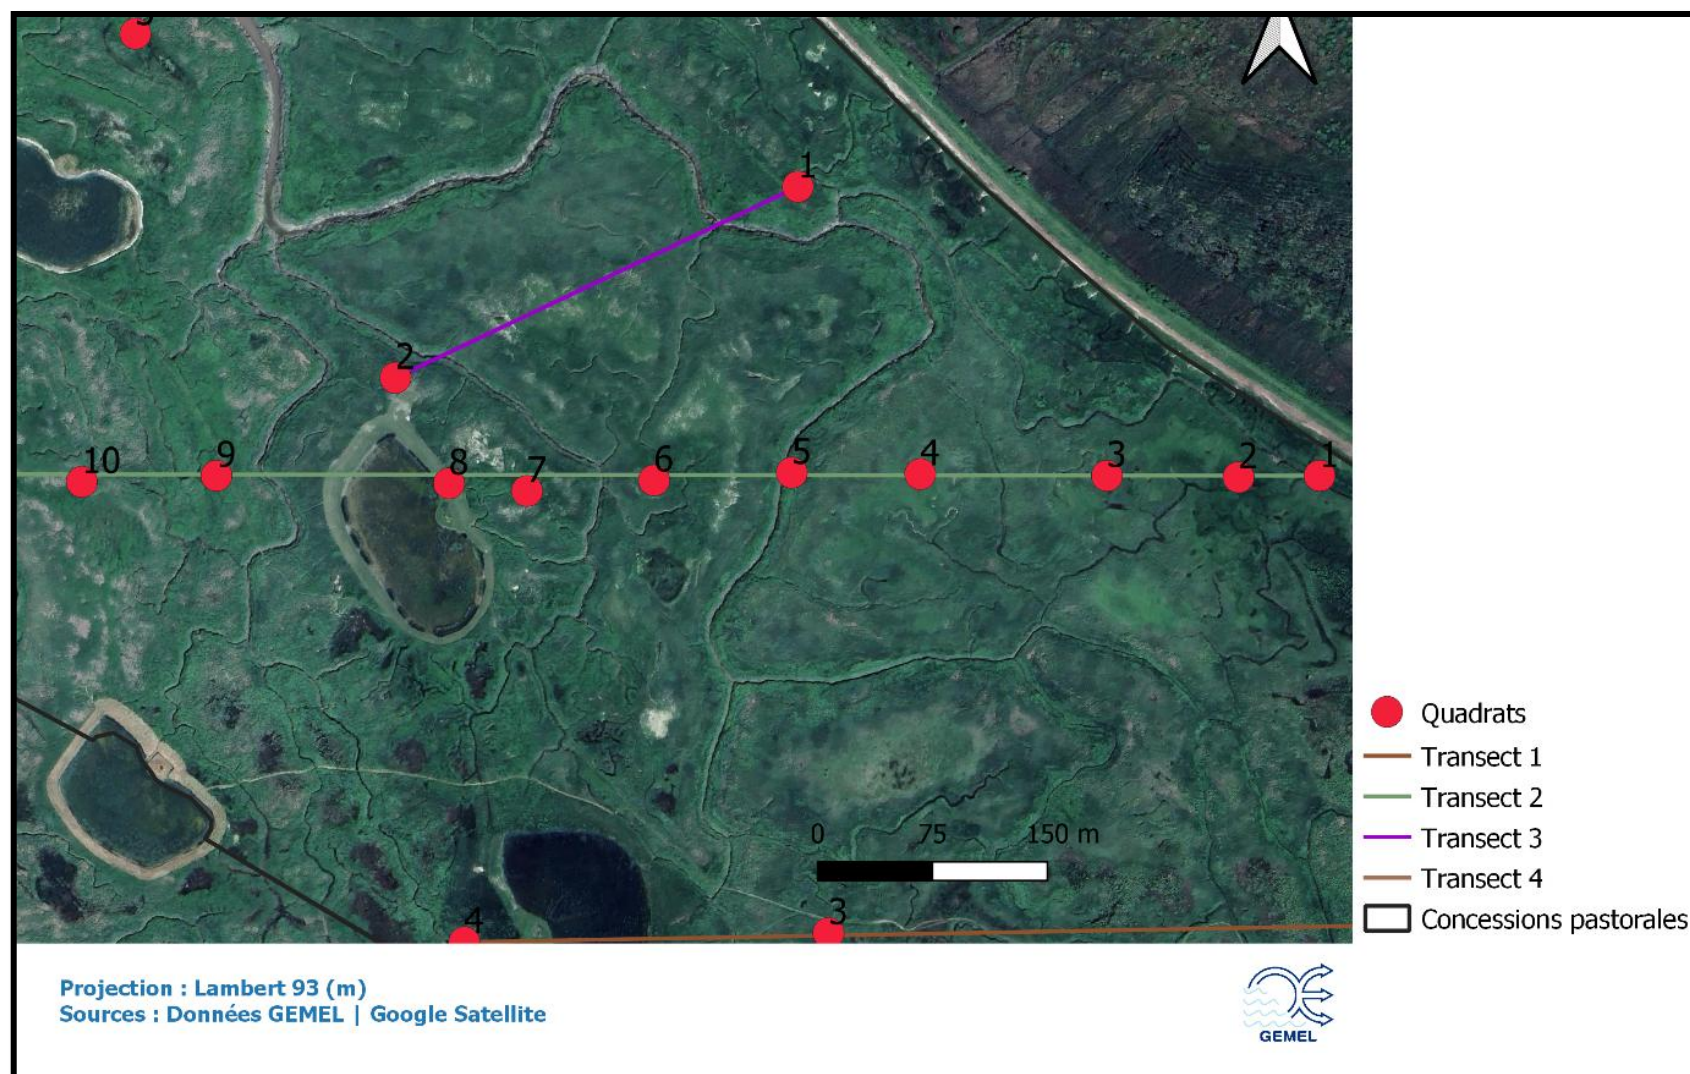 1
2
10
9
8
7
6
5
4
3
2
1
0 75 150 m
4
3
Quadrats
Transect 1
Transect 2
Transect 3
Transect 4
Concessions pastorales
Projection : Lambert 93 (m)
Sources : Données GEMEL | Google Satellite
GEMEL